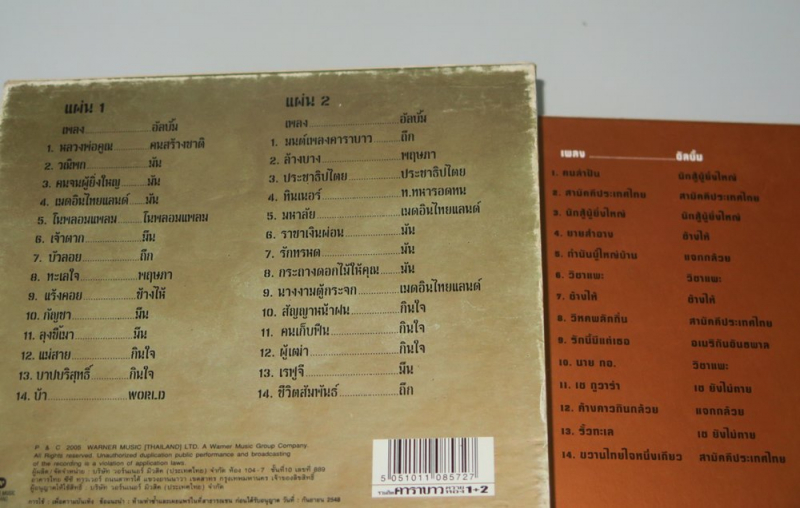 แผ่น 1
เพลง อัลบั้ม
1. หลวงพ่อคูณ คนสร้างชาติ
2. วณิพก นัน
3. คนจนผู้ยิ่งใหญ่ นัน
4. เมดอินไทยแลนด์ นัน
5. โนพลอมแพลม โนพลอมแพลม
6. เจ้าตาก นัน
7. บัวลอย ถึก
8. ทะเลใจ พฤษภา
9. แร้งคอย ช้างไห้
10. กัญชา นัน
11. ลุงขี้เมา นัน
12. แม่สาย กินใจ
13. บาปบริสุทธิ์ กินใจ
14. บ้า WORLD
แผ่น 2
เพลง อัลบั้ม
1. มนต์เพลงคาราบาว ถึก
2. ล้างบาง พฤษภา
3. ประชาธิปไตย ประชาธิปไตย
4. ทินเนอร์ ท.ทหารอดทน
5. มหาลัย เมดอินไทยแลนด์
6. ราชาเงินผ่อน นัน
7. รักทรหด นัน
8. กระถางดอกไม้ให้คุณ นัน
9. นางงามตู้กระจก เมดอินไทยแลนด์
10. สัญญาหน้าฝน กินใจ
11. คนเก็บฟืน กินใจ
12. ผู้เฒ่า กินใจ
13. เรฟูจี นัน
14. ชีวิตสัมพันธ์ ถึก
P & C 2005 WARNER MUSIC (THAILAND) LTD. A Warner Music Group Company.
All Rights Reserved. Unauthorized duplication public performance and broadcasting
of the recording is a violation of application laws.
5 051011 085727
รวมฮิต คาราบาว 1+2
เพลง อัลบั้ม
1. คนลำปิน นักสู้ผู้ยิ่งใหญ่
2. สามัคคีประเทศไทย สามัคคีประเทศไทย
3. นักสู้ผู้ยิ่งใหญ่ นักสู้ผู้ยิ่งใหญ่
4. ยายสำอาง ช้างไห้
5. กำนันผู้ใหญ่บ้าน แจกกล้วย
6. วิชาแพะ วิชาแพะ
7. ช้างไห้ ช้างไห้
8. วิหคพลัดถิ่น สามัคคีประเทศไทย
9. รักนี้มีแด่เธอ อเมริกันอันธพาล
10. นาย กอ. วิชาแพะ
11. เช กูวาร่า เช ยังไม่ตาย
12. ค้างคาวกินกล้วย แจกกล้วย
13. ริ้วทะเล เช ยังไม่ตาย
14. ขวานไทยใจหนึ่งเดียว สามัคคีประเทศไทย